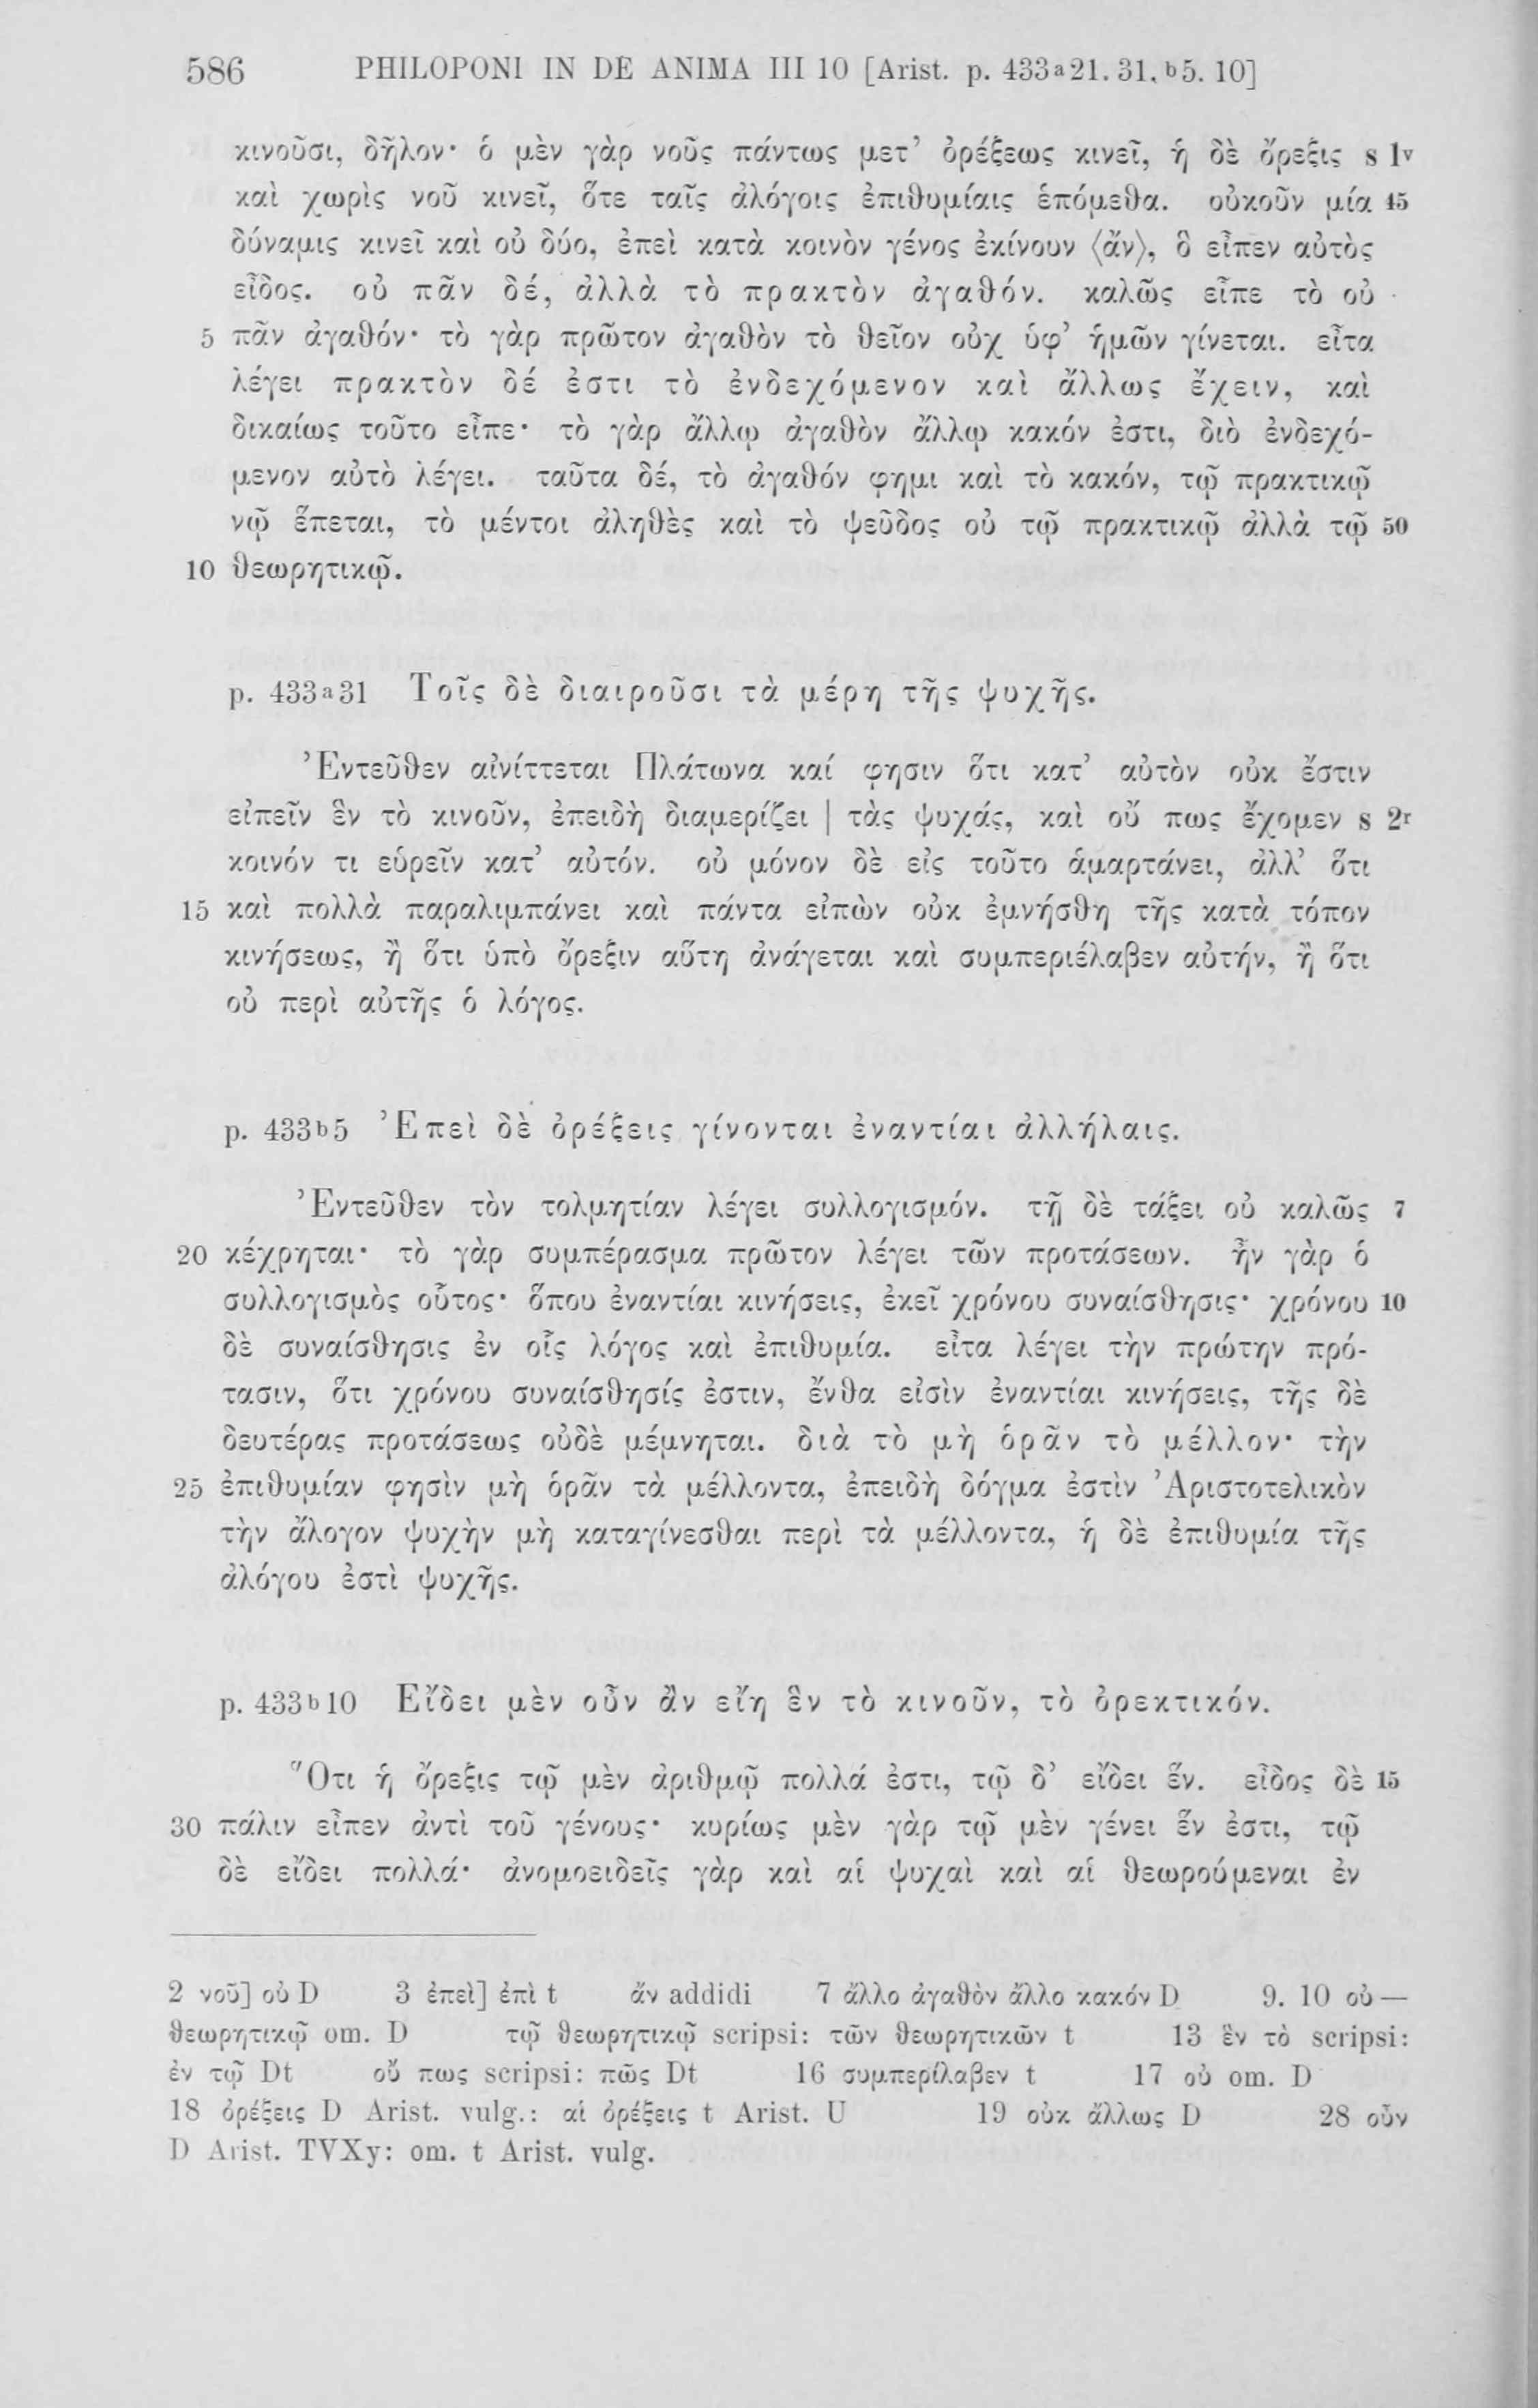 586 PHILOPONI IN DE ANIMA III 10 [Arist. p. 433a21. 31. b5. 10]
κινοῦσι, δῆλον· ὁ μὲν γὰρ νοῦς πάντως μετ’ ὀρέξεως κινεῖ, ἡ δὲ ὄρεξις s 1v
καὶ χωρὶς νοῦ κινεῖ, ὅτε ταῖς ἀλόγοις ἐπιθυμίαις ἑπόμεθα. οὐκοῦν μία 45
δύναμις κινεῖ καὶ οὐ δύο, ἐπεὶ κατὰ κοινὸν γένος ἐκίνουν ⟨ἄν⟩, ὃ εἶπεν αὐτὸς
εἶδος. οὐ πᾶν δέ, ἀλλὰ τὸ πρακτὸν ἀγαθόν. καλῶς εἶπε τὸ οὐ
5 πᾶν ἀγαθόν· τὸ γὰρ πρῶτον ἀγαθὸν τὸ θεῖον οὐχ ὑφ’ ἡμῶν γίνεται. εἶτα
λέγει πρακτὸν δέ ἐστι τὸ ἐνδεχόμενον καὶ ἄλλως ἔχειν, καὶ
δικαίως τοῦτο εἶπε· τὸ γὰρ ἄλλῳ ἀγαθὸν ἄλλῳ κακόν ἐστι, διὸ ἐνδεχό-
μενον αὐτὸ λέγει. ταῦτα δέ, τὸ ἀγαθόν φημι καὶ τὸ κακόν, τῷ πρακτικῷ
νῷ ἕπεται, τὸ μέντοι ἀληθὲς καὶ τὸ ψεῦδος οὐ τῷ πρακτικῷ ἀλλὰ τῷ 50
10 θεωρητικῷ.
p. 433a31 Τοῖς δὲ διαιροῦσι τὰ μέρη τῆς ψυχῆς.
Ἐντεῦθεν αἰνίττεται Πλάτωνα καί φησιν ὅτι κατ’ αὐτὸν οὐκ ἔστιν
εἰπεῖν ἓν τὸ κινοῦν, ἐπειδὴ διαμερίζει | τὰς ψυχάς, καὶ οὔ πως ἔχομεν s 2r
κοινόν τι εὑρεῖν κατ’ αὐτόν. οὐ μόνον δὲ εἰς τοῦτο ἁμαρτάνει, ἀλλ’ ὅτι
15 καὶ πολλὰ παραλιμπάνει καὶ πάντα εἰπὼν οὐκ ἐμνήσθη τῆς κατὰ τόπον
κινήσεως, ἢ ὅτι ὑπὸ ὄρεξιν αὕτη ἀνάγεται καὶ συμπεριέλαβεν αὐτήν, ἢ ὅτι
οὐ περὶ αὐτῆς ὁ λόγος.
p. 433b5 Ἐπεὶ δὲ ὀρέξεις γίνονται ἐναντίαι ἀλλήλαις.
Ἐντεῦθεν τὸν τολμητίαν λέγει συλλογισμόν. τῇ δὲ τάξει οὐ καλῶς 7
20 κέχρηται· τὸ γὰρ συμπέρασμα πρῶτον λέγει τῶν προτάσεων. ἦν γὰρ ὁ
συλλογισμὸς οὗτος· ὅπου ἐναντίαι κινήσεις, ἐκεῖ χρόνου συναίσθησις· χρόνου 10
δὲ συναίσθησις ἐν οἷς λόγος καὶ ἐπιθυμία. εἶτα λέγει τὴν πρώτην πρό-
τασιν, ὅτι χρόνου συναίσθησίς ἐστιν, ἔνθα εἰσὶν ἐναντίαι κινήσεις, τῆς δὲ
δευτέρας προτάσεως οὐδὲ μέμνηται. διὰ τὸ μὴ ὁρᾶν τὸ μέλλον· τὴν
25 ἐπιθυμίαν φησὶν μὴ ὁρᾶν τὰ μέλλοντα, ἐπειδὴ δόγμα ἐστὶν Ἀριστοτελικὸν
τὴν ἄλογον ψυχὴν μὴ καταγίνεσθαι περὶ τὰ μέλλοντα, ἡ δὲ ἐπιθυμία τῆς
ἀλόγου ἐστὶ ψυχῆς.
p. 433b10 Εἴδει μὲν οὖν ἂν εἴη ἓν τὸ κινοῦν, τὸ ὀρεκτικόν.
Ὅτι ἡ ὄρεξις τῷ μὲν ἀριθμῷ πολλά ἐστι, τῷ δ’ εἴδει ἕν. εἶδος δὲ 15
30 πάλιν εἶπεν ἀντὶ τοῦ γένους· κυρίως μὲν γὰρ τῷ μὲν γένει ἕν ἐστι, τῷ
δὲ εἴδει πολλά· ἀνομοειδεῖς γὰρ καὶ αἱ ψυχαὶ καὶ αἱ θεωρούμεναι ἐν
2 νοῦ] οὐ D 3 ἐπεὶ] ἐπὶ t ἄν addidi 7 ἄλλο ἀγαθὸν ἄλλο κακόν D 9. 10 οὐ—
θεωρητικῷ om. D τῷ θεωρητικῷ scripsi: τῶν θεωρητικῶν t 13 ἓν τὸ scripsi:
ἐν τῷ Dt οὔ πως scripsi: πῶς Dt 16 συμπερίλαβεν t 17 οὐ om. D
18 ὀρέξεις D Arist. vulg.: αἱ ὀρέξεις t Arist. U 19 οὐκ ἄλλως D 28 οὖν
D Arist. TVXy: om. t Arist. vulg.